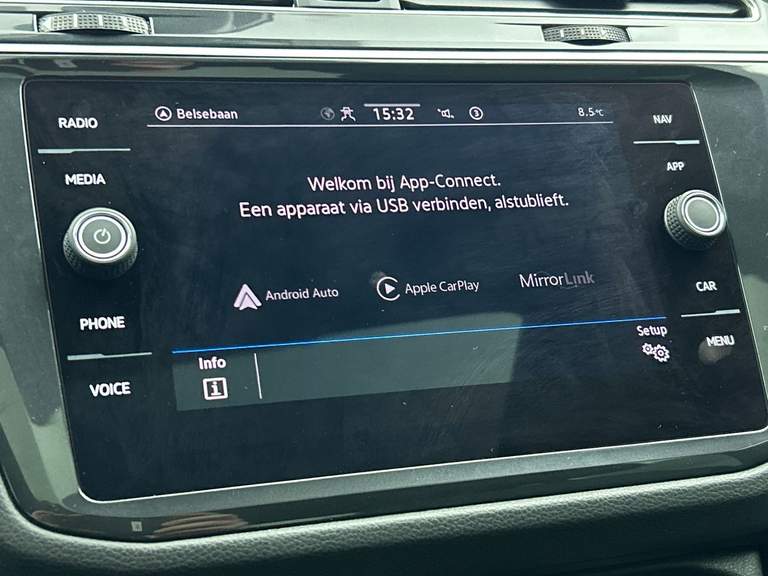 RADIO
MEDIA
PHONE
VOICE
Belsebaan
15:32
3
8.5°C
Welkom bij App-Connect.
Een apparaat via USB verbinden, alstublieft.
Android Auto
Apple CarPlay
MirrorLink
Info
i
Setup
NAV
APP
CAR
MENU